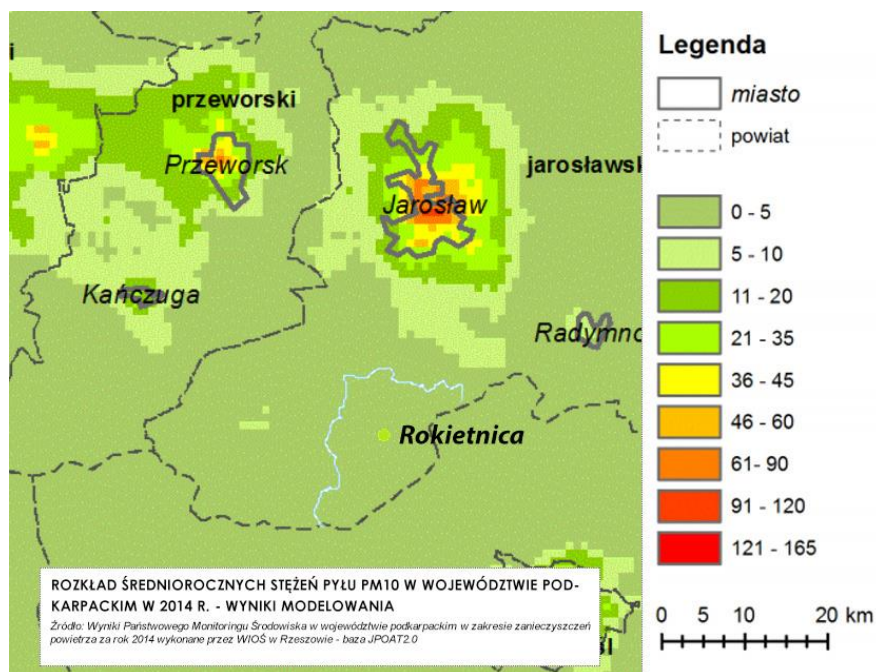 i
przeworski
Przeworsk
jarosławsk
Jarosław
Kańczuga
Radymno
Rokietnica
ROZKŁAD ŚREDNIOROCZNYCH STĘŻEŃ PYŁU PM10 W WOJEWÓDZTWIE POD-
KARPACKIM W 2014 R. - WYNIKI MODELOWANIA
Źródło: Wyniki Państwowego Monitoringu Środowiska w województwie podkarpackim w zakresie zanieczyszczeń
powietrza za rok 2014 wykonane przez WIOŚ w Rzeszowie - baza JPOAT2.0
Legenda
miasto
powiat
0 - 5
5 - 10
11 - 20
21 - 35
36 - 45
46 - 60
61- 90
91 - 120
121 - 165
0 5 10 20 km